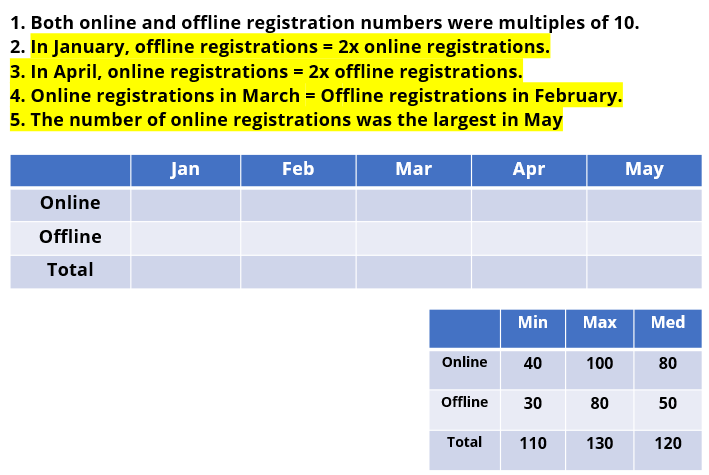 1. Both online and offline registration numbers were multiples of 10.
2. In January, offline registrations = 2x online registrations.
3. In April, online registrations = 2x offline registrations.
4. Online registrations in March = Offline registrations in February.
5. The number of online registrations was the largest in May
Jan Feb Mar Apr May
Online
Offline
Total
Min Max Med
Online 40 100 80
Offline 30 80 50
Total 110 130 120